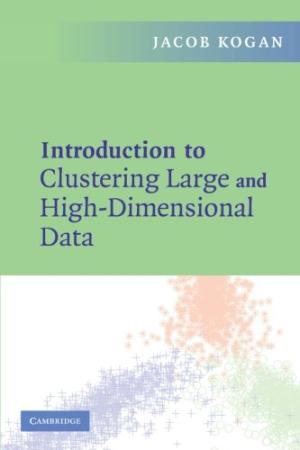 JACOB KOGAN
Introduction to
Clustering Large and
High-Dimensional
Data
CAMBRIDGE